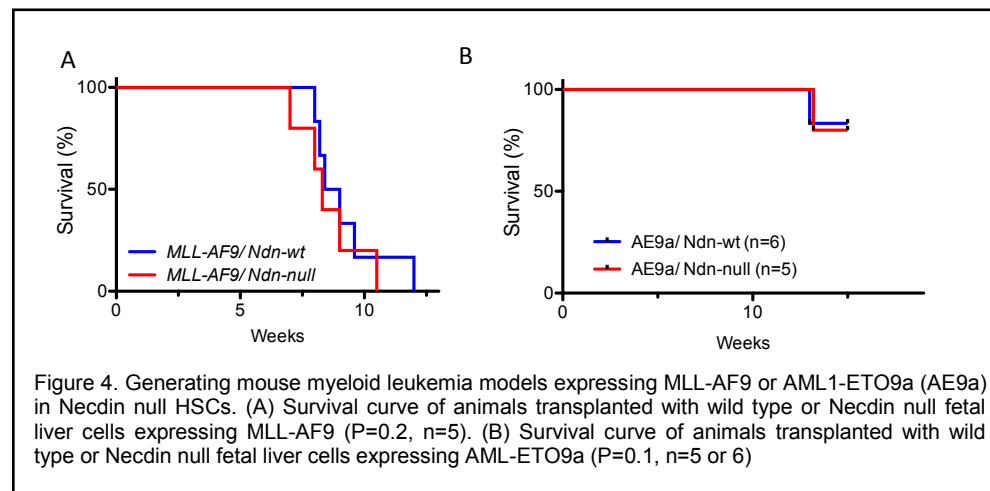 A
B
100
50
0
Survival (%)
MLL-AF9/ Ndn-wt
MLL-AF9/ Ndn-null
0
5
10
Weeks
100
50
0
Survival (%)
AE9a/ Ndn-wt (n=6)
AE9a/ Ndn-null (n=5)
0
10
Weeks
Figure 4. Generating mouse myeloid leukemia models expressing MLL-AF9 or AML1-ETO9a (AE9a)
in Necdin null HSCs. (A) Survival curve of animals transplanted with wild type or Necdin null fetal
liver cells expressing MLL-AF9 (P=0.2, n=5). (B) Survival curve of animals transplanted with wild
type or Necdin null fetal liver cells expressing AML-ETO9a (P=0.1, n=5 or 6)